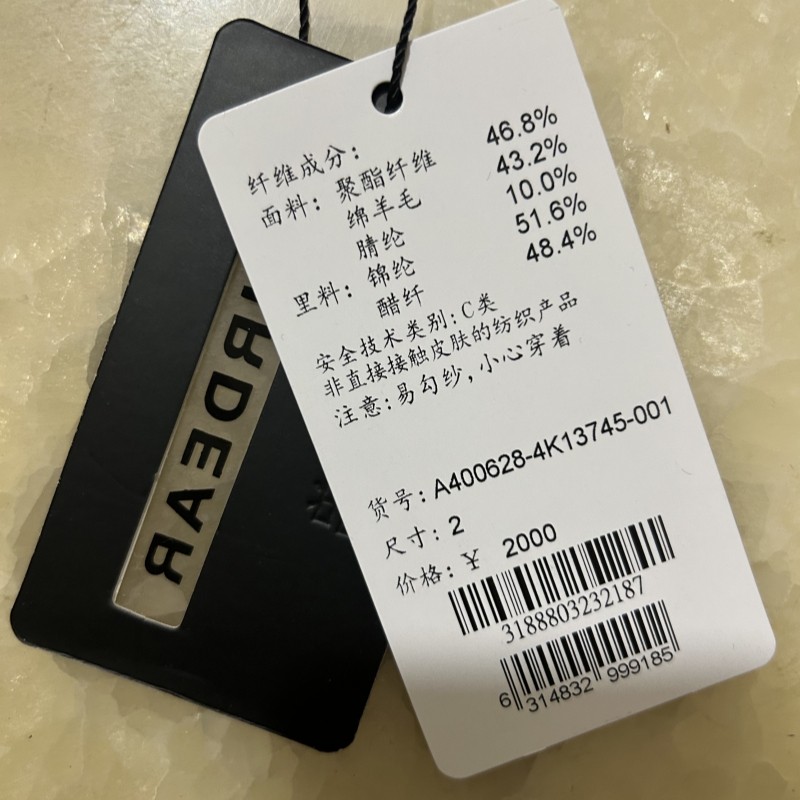 纤维成分:
面料: 聚酯纤维 46.8%
绵羊毛 43.2%
腈纶 10.0%
里料: 锦纶 51.6%
醋纤 48.4%
安全技术类别: C类
非直接接触皮肤的纺织产品
注意: 易勾纱, 小心穿着
货号: A400628-4K13745-001
尺寸: 2
价格: ¥ 2000
3188803232187
6 314832 999185
RDEAR